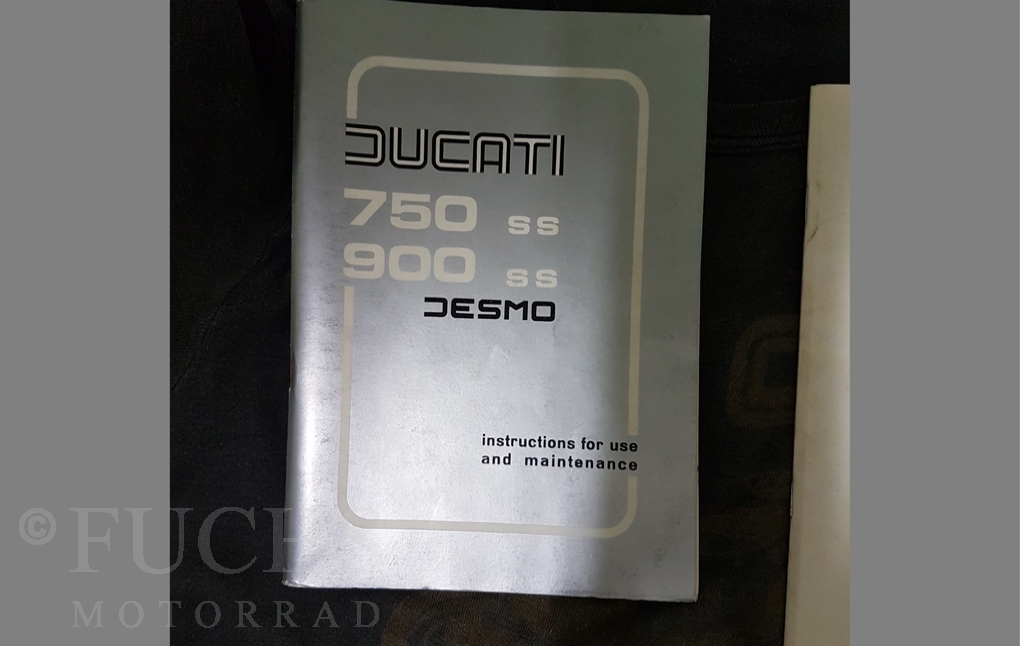 DUCATI
750 SS
900 SS
DESMO
instructions for use
and maintenance
© FUCH
MOTORRAD